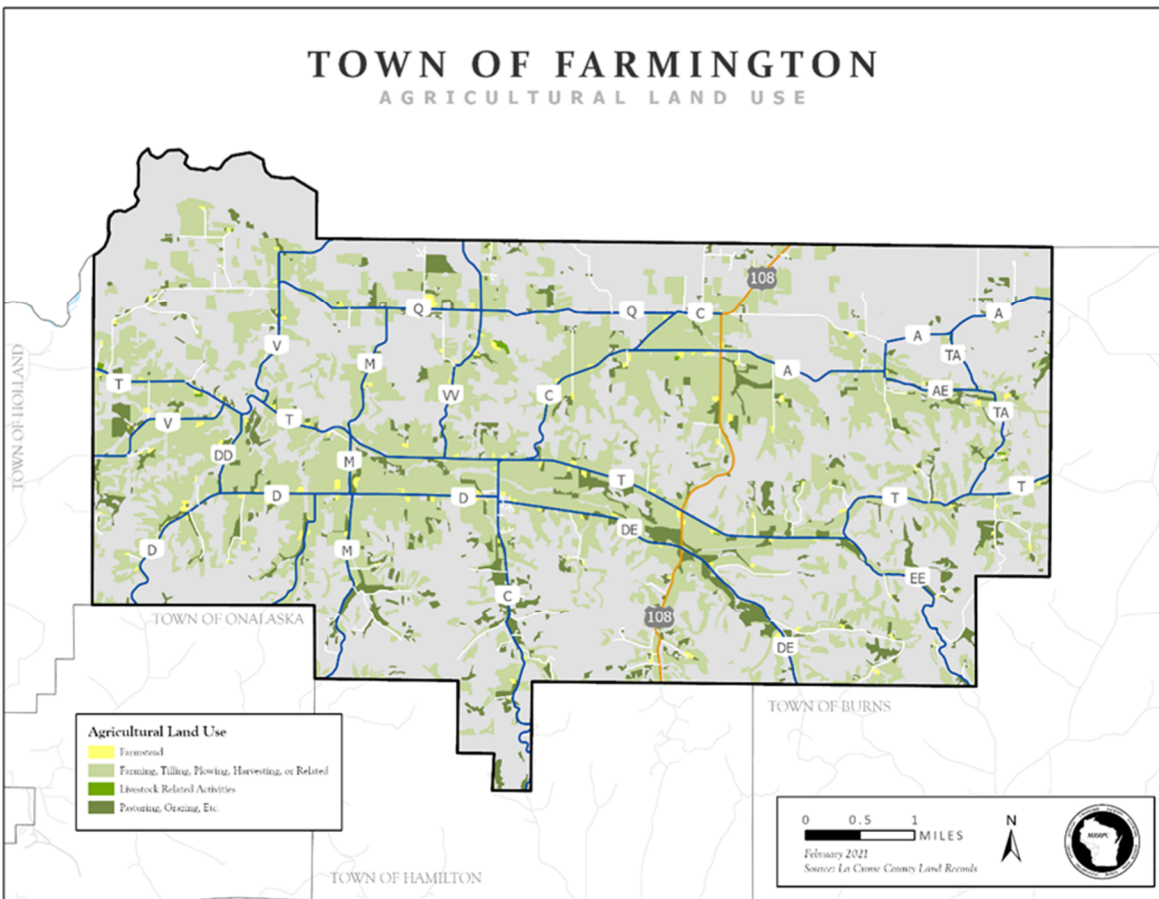 TOWN OF FARMINGTON
AGRICULTURAL LAND USE
108
Q
Q
C
A
A
V
M
TA
T
A
VV
C
AE
TA
V
T
DD
M
T
D
D
T
T
DE
D
M
EE
C
108
DE
TOWN OF HOLLAND
TOWN OF ONALASKA
TOWN OF BURNS
TOWN OF HAMILTON
Agricultural Land Use
Farmstead
Farming, Tilling, Plowing, Harvesting, or Related
Livestock Related Activities
Pasturing, Grazing, Etc.
0 0.5 1
MILES
N
February 2021
Source: La Crosse County Land Records